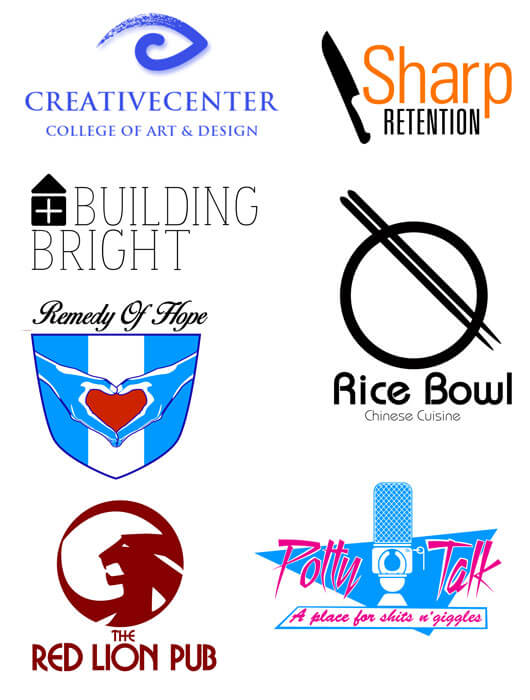 CREATIVECENTER
COLLEGE OF ART & DESIGN
Sharp
RETENTION
BUILDING
BRIGHT
Rice Bowl
Chinese Cuisine
Remedy Of Hope
THE
RED LION PUB
Potty Talk
A place for shits n'giggles